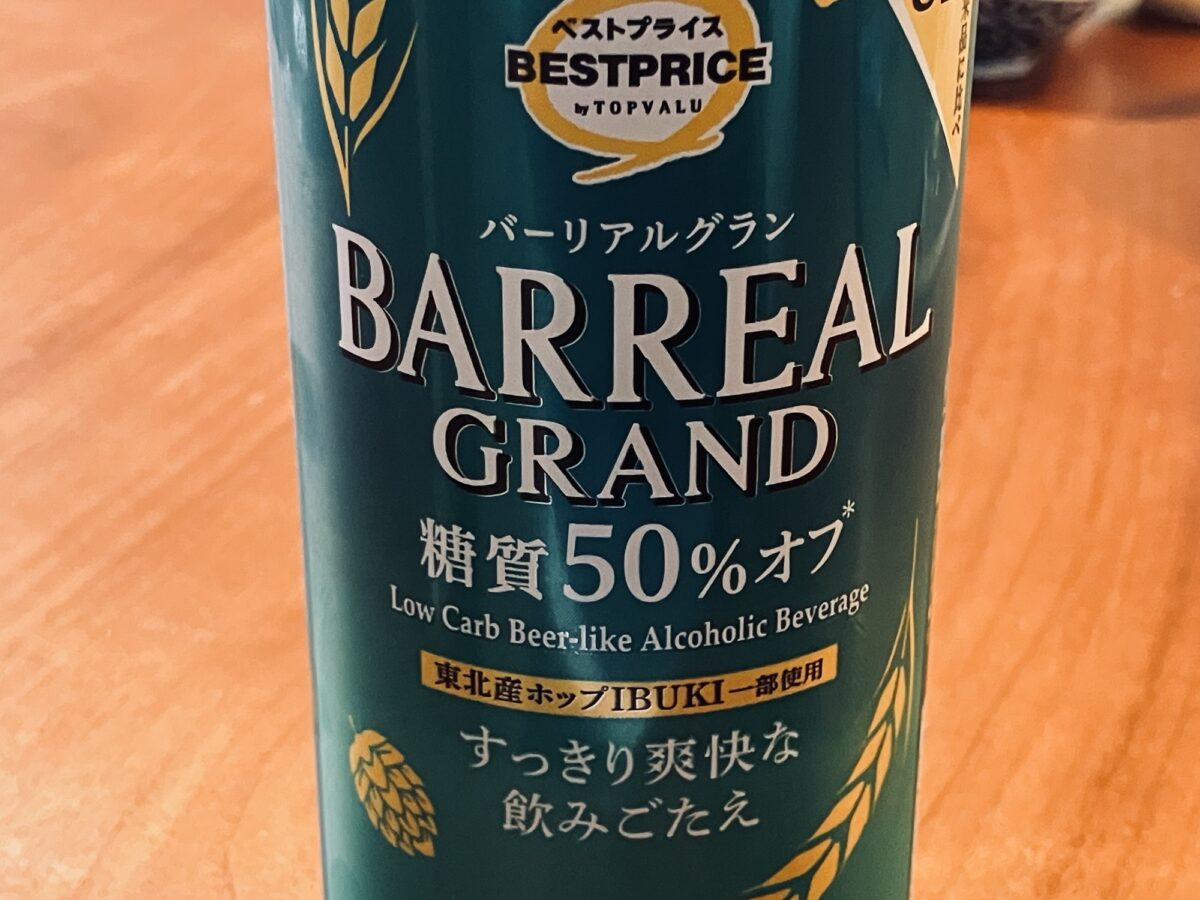 ベストプライス
BESTPRICE
by TOPVALU
バーリアルグラン
BARREAL
GRAND
糖質50%オフ*
Low Carb Beer-like Alcoholic Beverage
東北産ホップIBUKI一部使用
すっきり爽快な
飲みごたえ